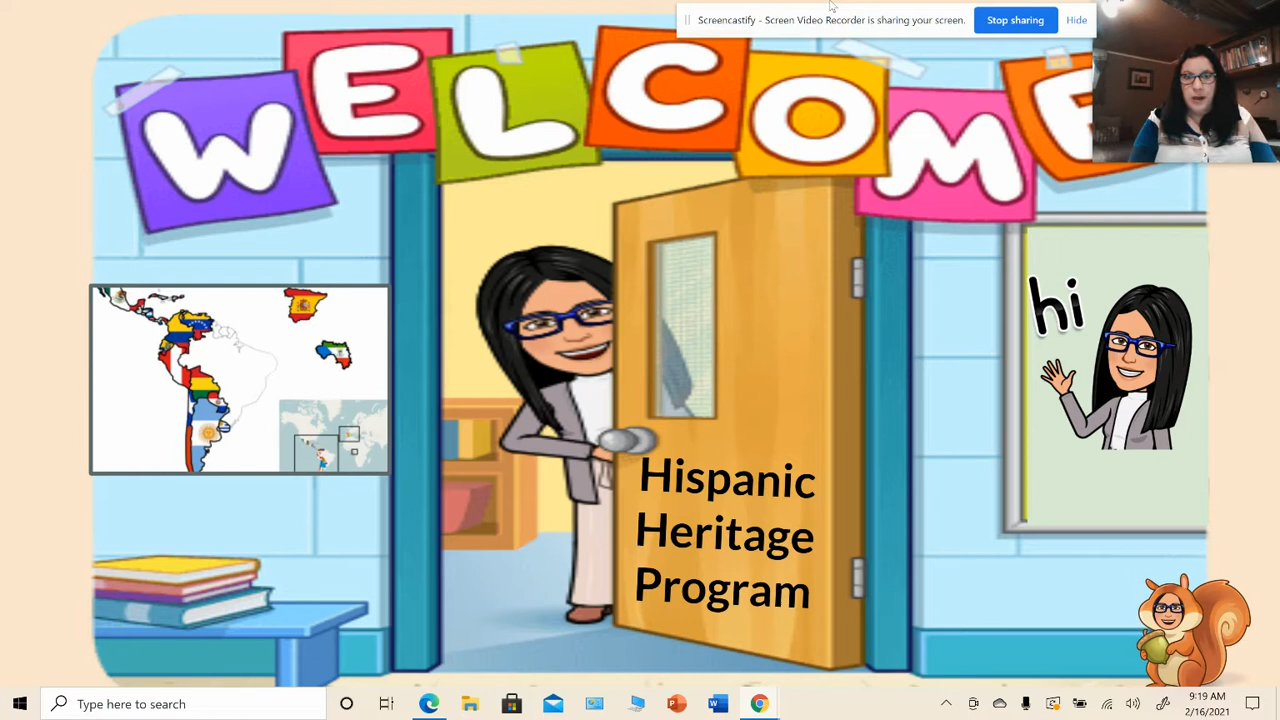 Screencastify - Screen Video Recorder is sharing your screen.
Stop sharing
Hide
WELCOME
hi
Hispanic
Heritage
Program
Type here to search
9:19 AM
2/16/2021